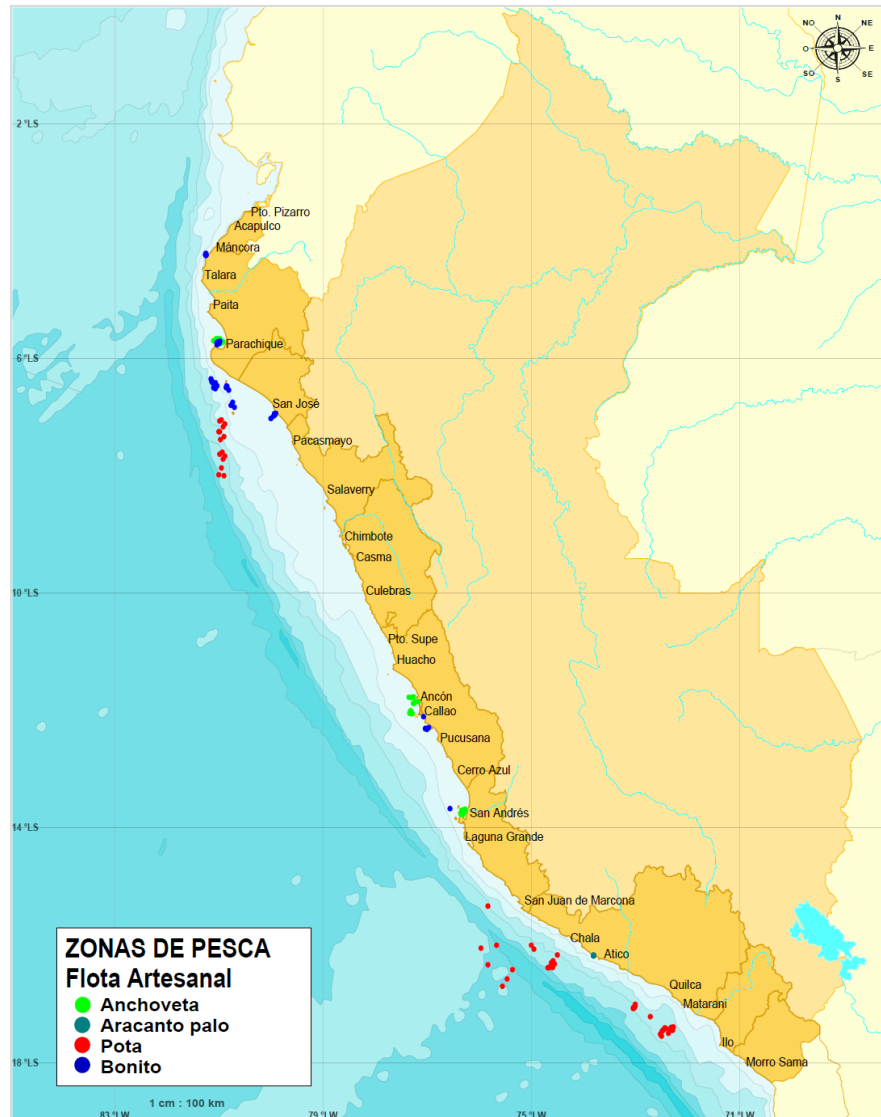 N
NO
NE
O
E
SO
SE
S
2°LS
Pto. Pizarro
Acapulco
Máncora
Talara
Paita
Parachique
6°LS
San José
Pacasmayo
Salaverry
Chimbote
Casma
Culebras
10°LS
Pto. Supe
Huacho
Ancón
Callao
Pucusana
Cerro Azul
San Andrés
14°LS
Laguna Grande
San Juan de Marcona
Chala
Atico
Quilca
Matarani
Ilo
Morro Sama
ZONAS DE PESCA
Flota Artesanal
Anchoveta
Aracanto palo
Pota
Bonito
18°LS
1 cm : 100 km
83°LW
79°LW
75°LW
71°LW